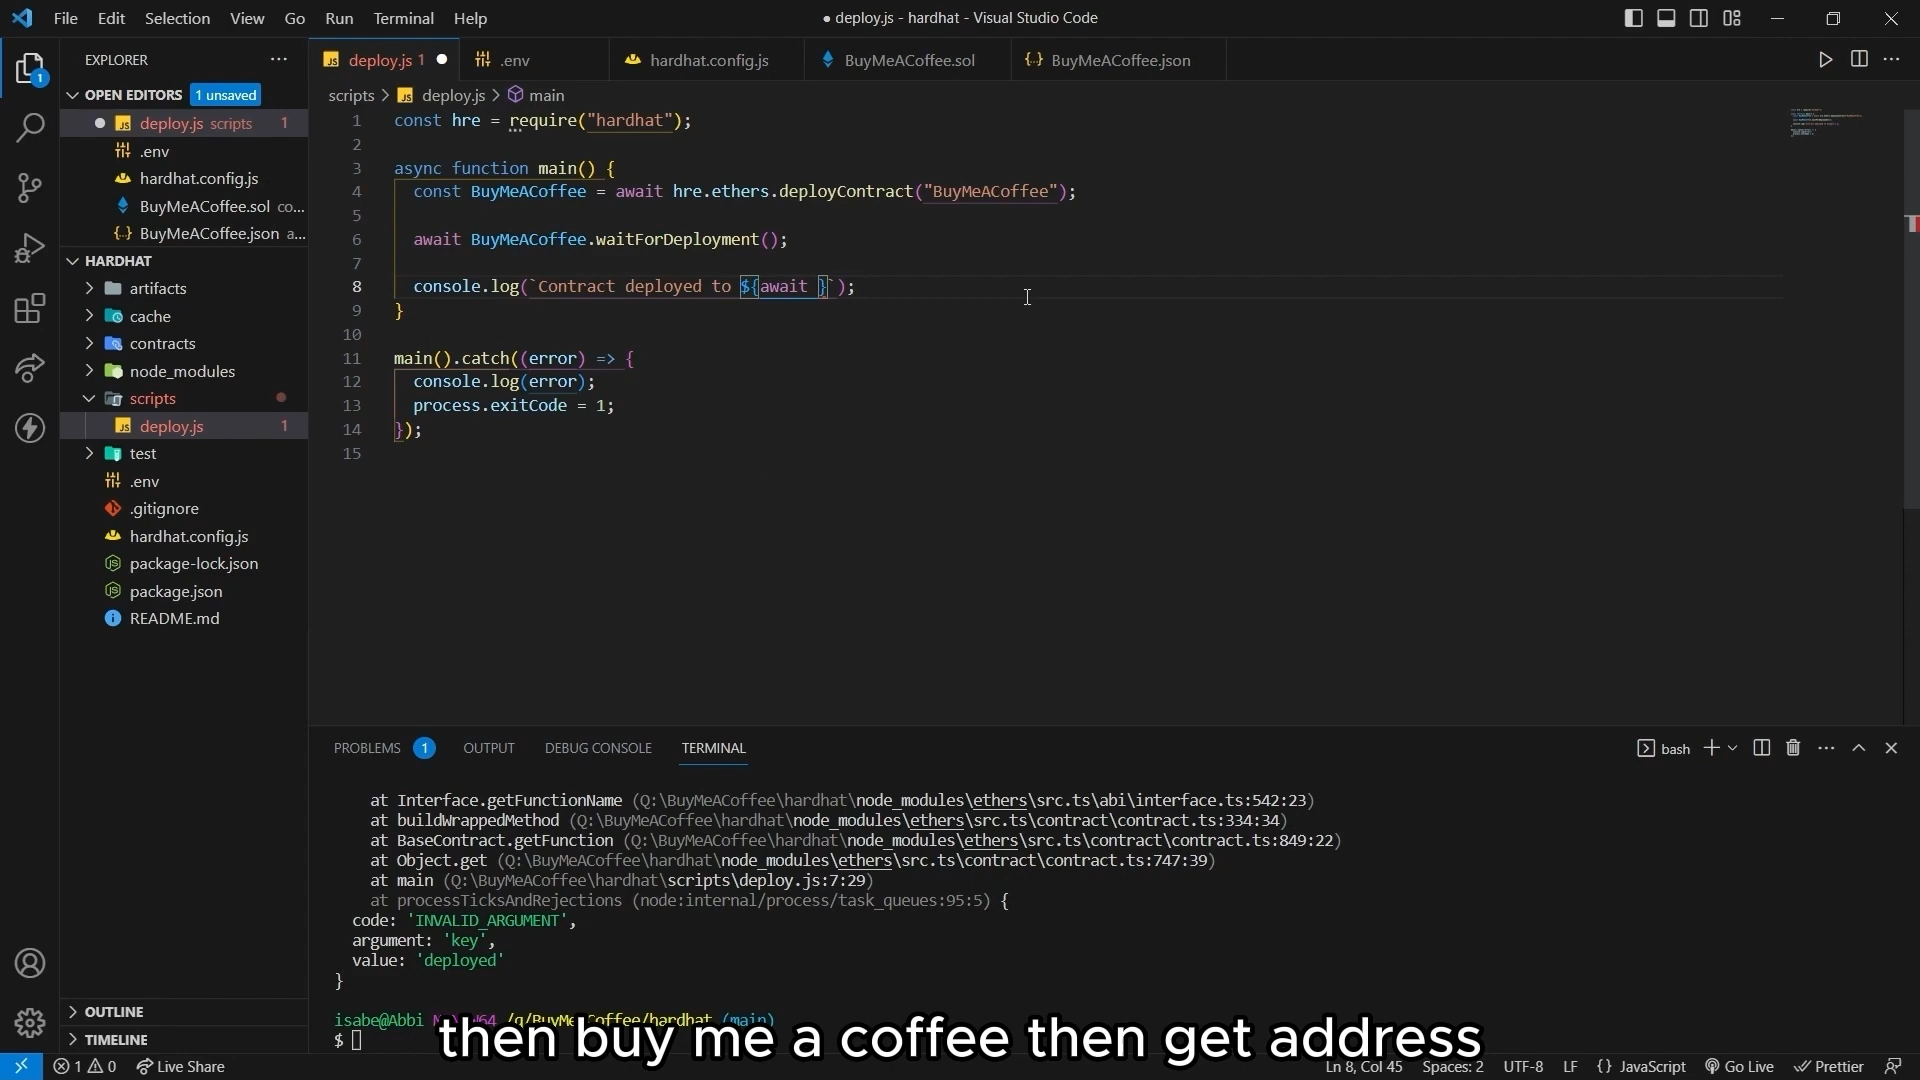 File Edit Selection View Go Run Terminal Help
● deploy.js - hardhat - Visual Studio Code
EXPLORER
deploy.js 1
.env
hardhat.config.js
BuyMeACoffee.sol
BuyMeACoffee.json
OPEN EDITORS 1 unsaved
deploy.js scripts 1
.env
hardhat.config.js
BuyMeACoffee.sol co...
BuyMeACoffee.json a...
HARDHAT
artifacts
cache
contracts
node_modules
scripts
deploy.js 1
test
.env
.gitignore
hardhat.config.js
package-lock.json
package.json
README.md
OUTLINE
TIMELINE
scripts > deploy.js > main
1 const hre = require("hardhat");
2
3 async function main() {
4 const BuyMeACoffee = await hre.ethers.deployContract("BuyMeACoffee");
5
6 await BuyMeACoffee.waitForDeployment();
7
8 console.log(`Contract deployed to ${await }`);
9 }
10
11 main().catch((error) => {
12 console.log(error);
13 process.exitCode = 1;
14 });
15
PROBLEMS 1 OUTPUT DEBUG CONSOLE TERMINAL
bash
at Interface.getFunctionName (Q:\BuyMeACoffee\hardhat\node_modules\ethers\src.ts\abi\interface.ts:542:23)
at buildWrappedMethod (Q:\BuyMeACoffee\hardhat\node_modules\ethers\src.ts\contract\contract.ts:334:34)
at BaseContract.getFunction (Q:\BuyMeACoffee\hardhat\node_modules\ethers\src.ts\contract\contract.ts:849:22)
at Object.get (Q:\BuyMeACoffee\hardhat\node_modules\ethers\src.ts\contract\contract.ts:747:39)
at main (Q:\BuyMeACoffee\hardhat\scripts\deploy.js:7:29)
at processTicksAndRejections (node:internal/process/task_queues:95:5) {
code: 'INVALID_ARGUMENT',
argument: 'key',
value: 'deployed'
}
isabe@Abbi /q/BuyMeACoffee/hardhat (main)
$
then buy me a coffee then get address
1 0 Live Share
Ln 8, Col 45 Spaces: 2 UTF-8 LF {} JavaScript Go Live Prettier